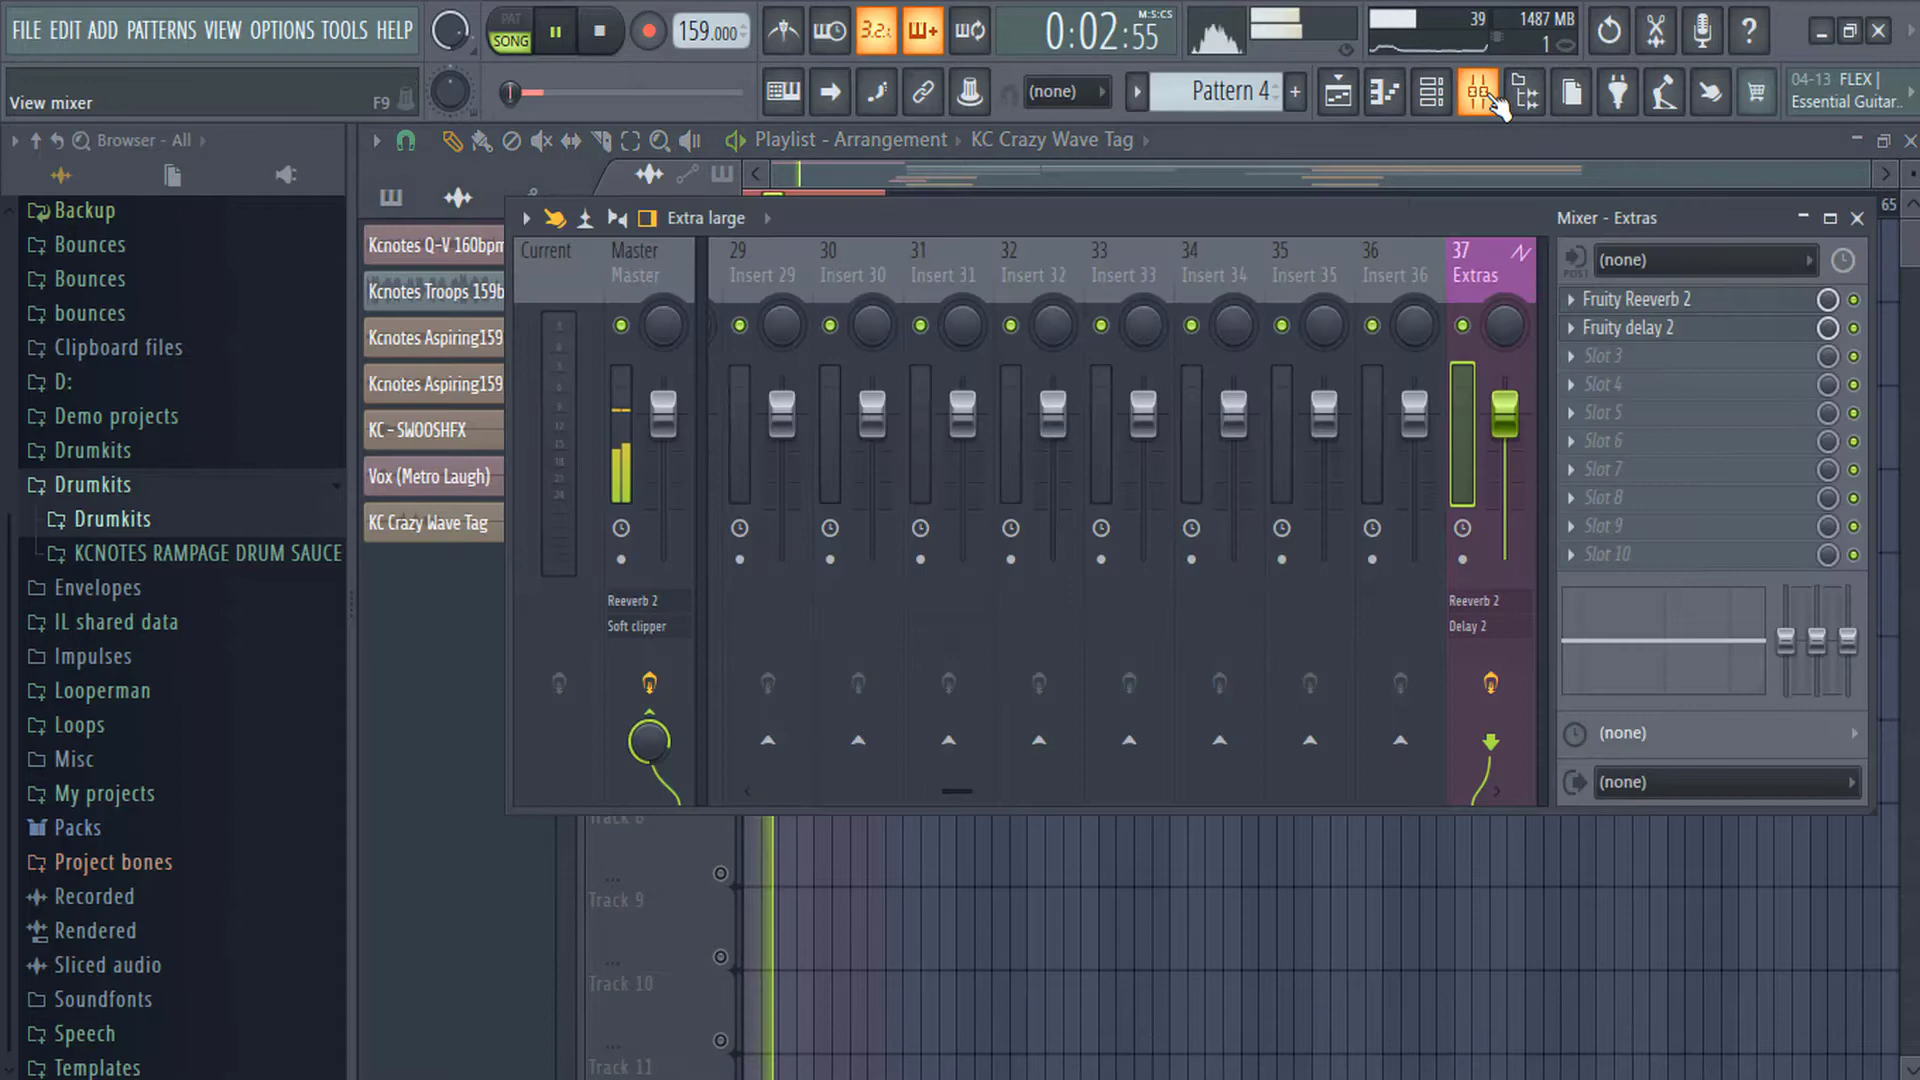 FILE EDIT ADD PATTERNS VIEW OPTIONS TOOLS HELP
PAT
SONG
159.000
3.2.
0:02:55
M:S:CS
39
1487 MB
1
View mixer
F9
(none)
Pattern 4
04-13 FLEX |
Essential Guitar..
Browser - All
Playlist - Arrangement
KC Crazy Wave Tag
65
Backup
Bounces
Bounces
bounces
Clipboard files
D:
Demo projects
Drumkits
Drumkits
Drumkits
KCNOTES RAMPAGE DRUM SAUCE
Envelopes
IL shared data
Impulses
Looperman
Loops
Misc
My projects
Packs
Project bones
Recorded
Rendered
Sliced audio
Soundfonts
Speech
Templates
Kcnotes Q-V 160bpm
Kcnotes Troops 159b
Kcnotes Aspiring159
Kcnotes Aspiring159
KC - SWOOSHFX
Vox (Metro Laugh)
KC Crazy Wave Tag
Extra large
Mixer - Extras
Current
Master
Master
29
Insert 29
30
Insert 30
31
Insert 31
32
Insert 32
33
Insert 33
34
Insert 34
35
Insert 35
36
Insert 36
37
Extras
Reeverb 2
Soft clipper
Reeverb 2
Delay 2
POST
(none)
Fruity Reeverb 2
Fruity delay 2
Slot 3
Slot 4
Slot 5
Slot 6
Slot 7
Slot 8
Slot 9
Slot 10
(none)
(none)
Track 8
Track 9
Track 10
Track 11